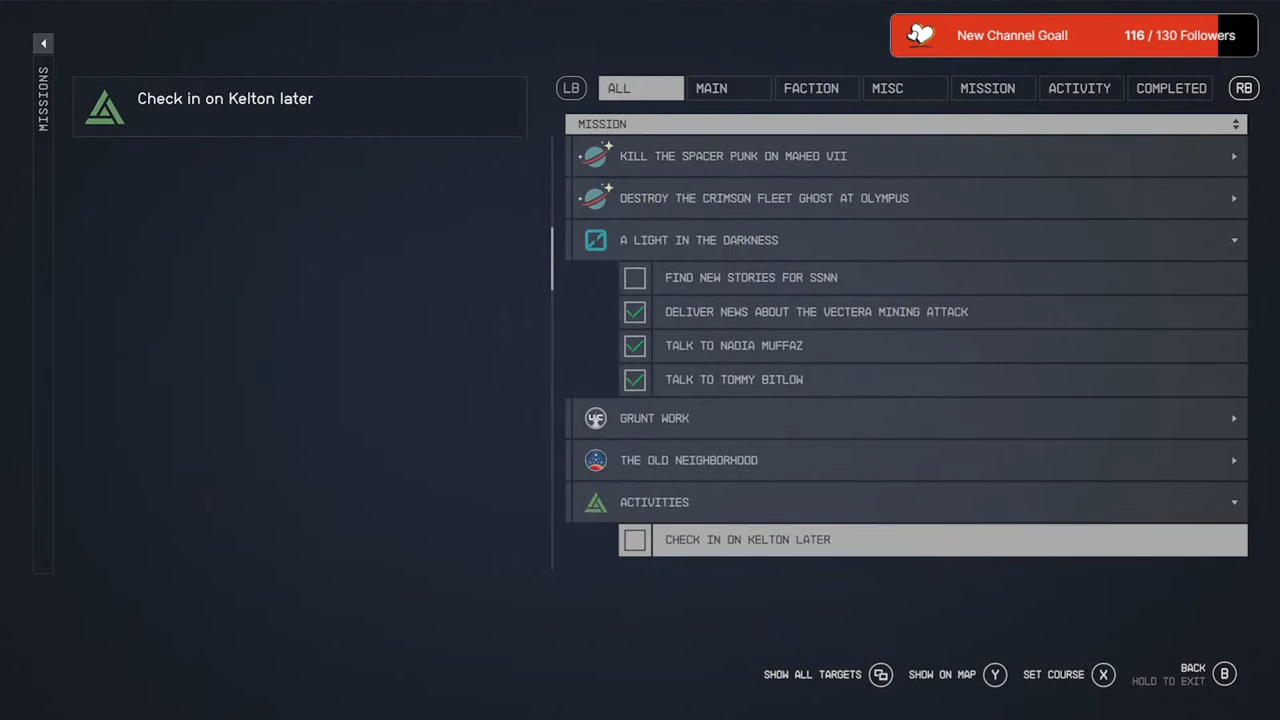 New Channel Goal! 116 / 130 Followers
MISSIONS
Check in on Kelton later
LB ALL MAIN FACTION MISC MISSION ACTIVITY COMPLETED RB
MISSION
KILL THE SPACER PUNK ON MAHEO VII
DESTROY THE CRIMSON FLEET GHOST AT OLYMPUS
A LIGHT IN THE DARKNESS
FIND NEW STORIES FOR SSNN
DELIVER NEWS ABOUT THE VECTERA MINING ATTACK
TALK TO NADIA MUFFAZ
TALK TO TOMMY BITLOW
UC GRUNT WORK
THE OLD NEIGHBORHOOD
ACTIVITIES
CHECK IN ON KELTON LATER
SHOW ALL TARGETS SHOW ON MAP Y SET COURSE X BACK B
HOLD TO EXIT